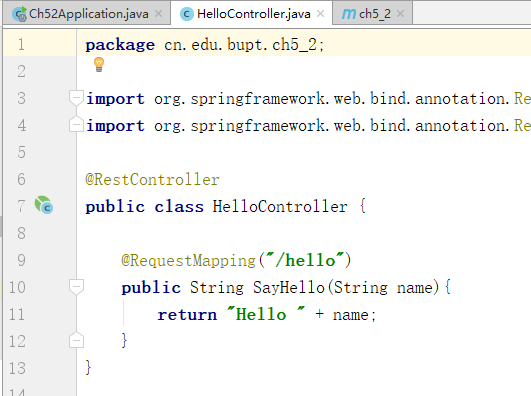 Ch52Application.java × HelloController.java × ch5_2 ×
1 package cn.edu.bupt.ch5_2;
2
3 import org.springframework.web.bind.annotation.Re
4 import org.springframework.web.bind.annotation.Re
5
6 @RestController
7 public class HelloController {
8
9 @RequestMapping("/hello")
10 public String SayHello(String name){
11 return "Hello " + name;
12 }
13 }
14